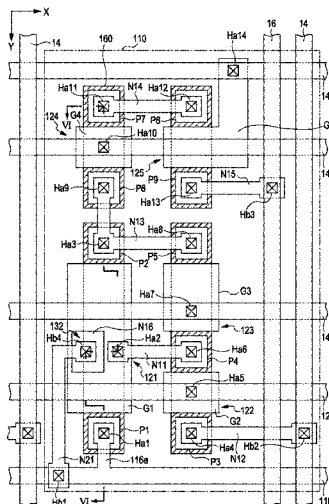 X
Y
14
160
110
16
14
Ha14
Ha11
N14
Ha12
VI
G4
P7
P8
124
Ha10
125
P9
Ha9
P6
Ha13
N15
Hb3
N13
Ha3
Ha8
P2
P5
G3
Ha7
123
132
N16
Hb4
Ha2
Ha6
N11
P4
121
Ha5
122
G1
G2
P1
Ha1
N21
116a
P3
Ha4
N12
Hb2
Hb1
VI